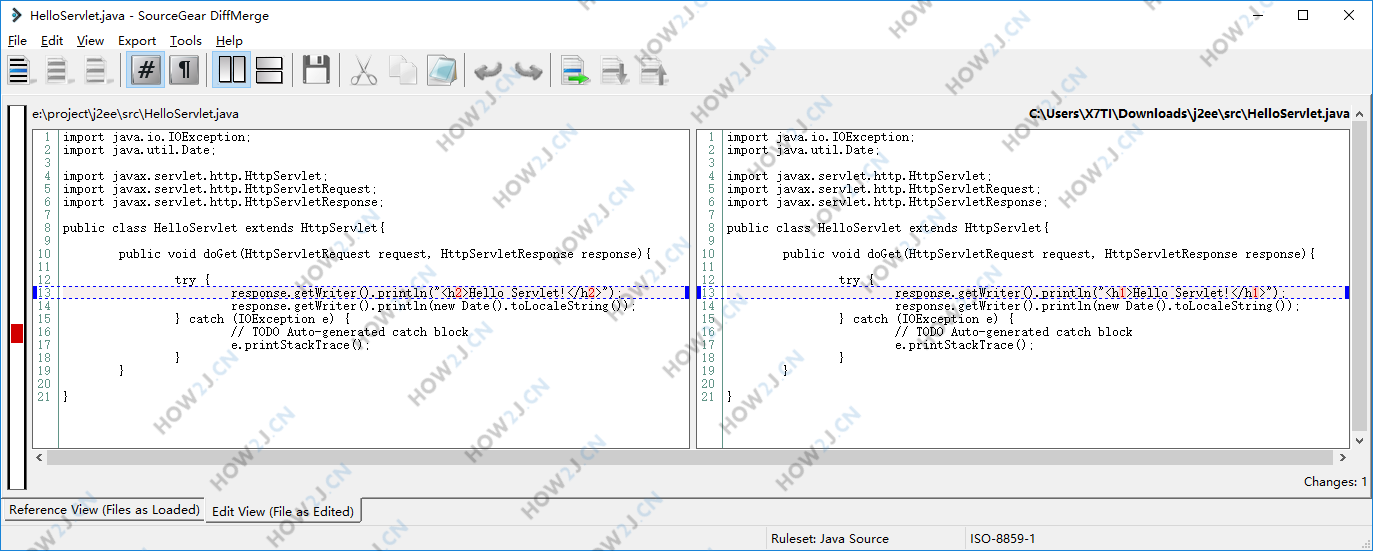 HelloServlet.java - SourceGear DiffMerge
File Edit View Export Tools Help
e:\project\j2ee\src\HelloServlet.java
1 import java.io.IOException;
2 import java.util.Date;
3
4 import javax.servlet.http.HttpServlet;
5 import javax.servlet.http.HttpServletRequest;
6 import javax.servlet.http.HttpServletResponse;
7
8 public class HelloServlet extends HttpServlet{
9
10 public void doGet(HttpServletRequest request, HttpServletResponse response){
11
12 try {
13 response.getWriter().println("<h2>Hello Servlet!</h2>");
14 response.getWriter().println(new Date().toLocaleString());
15 } catch (IOException e) {
16 // TODO Auto-generated catch block
17 e.printStackTrace();
18 }
19 }
20
21 }
C:\Users\X7TI\Downloads\j2ee\src\HelloServlet.java
1 import java.io.IOException;
2 import java.util.Date;
3
4 import javax.servlet.http.HttpServlet;
5 import javax.servlet.http.HttpServletRequest;
6 import javax.servlet.http.HttpServletResponse;
7
8 public class HelloServlet extends HttpServlet{
9
10 public void doGet(HttpServletRequest request, HttpServletResponse response){
11
12 try {
13 response.getWriter().println("<h1>Hello Servlet!</h1>");
14 response.getWriter().println(new Date().toLocaleString());
15 } catch (IOException e) {
16 // TODO Auto-generated catch block
17 e.printStackTrace();
18 }
19 }
20
21 }
Changes: 1
Reference View (Files as Loaded) Edit View (File as Edited)
Ruleset: Java Source ISO-8859-1
HOW2J.CN